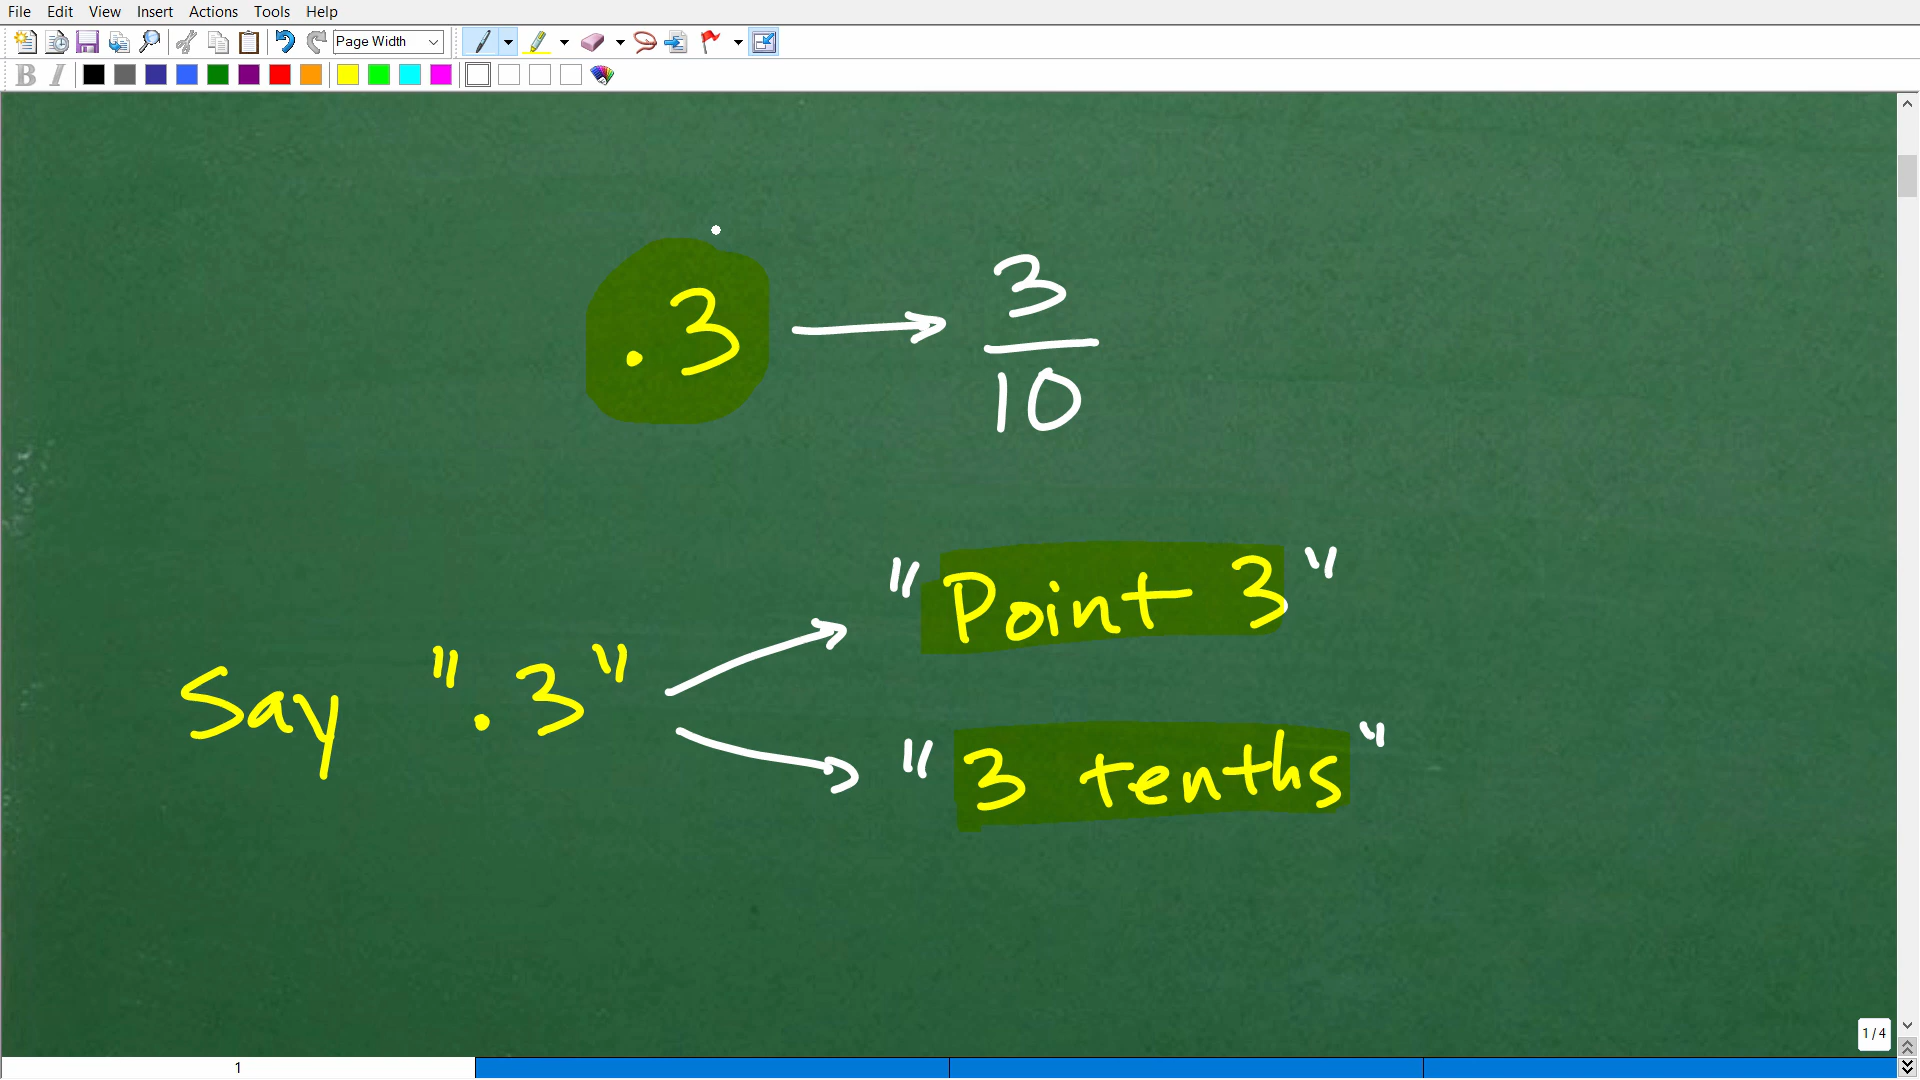 File Edit View Insert Actions Tools Help
Page Width
B I
.3 → 3/10
"Point 3"
Say ".3"
"3 tenths"
1 / 4
1